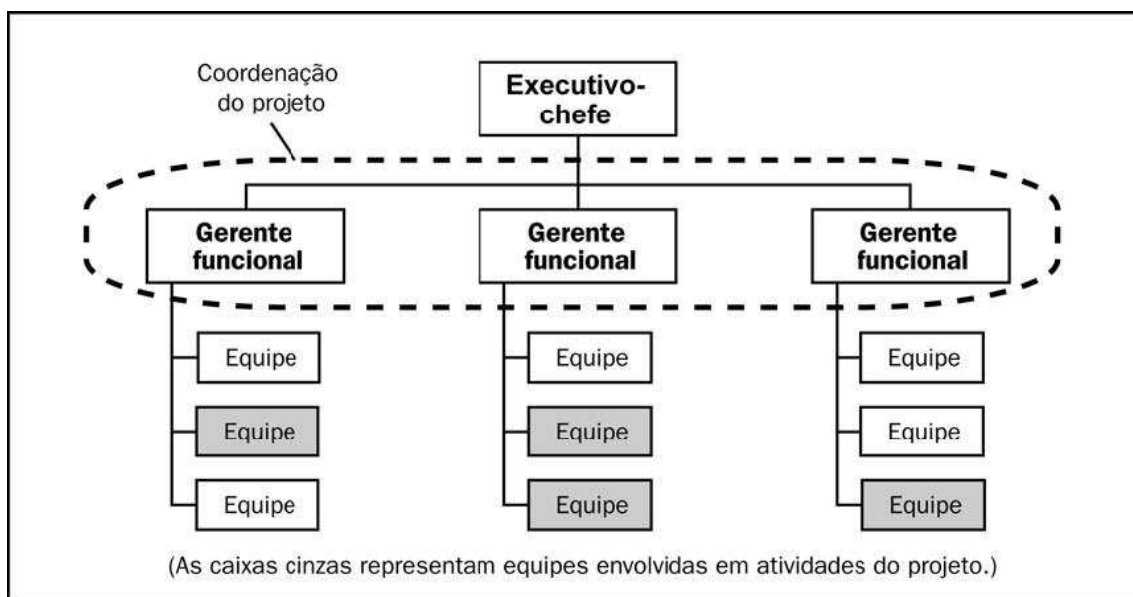 Coordenação
do projeto
Executivo-
chefe
Gerente
funcional
Gerente
funcional
Gerente
funcional
Equipe
Equipe
Equipe
Equipe
Equipe
Equipe
Equipe
Equipe
Equipe
(As caixas cinzas representam equipes envolvidas em atividades do projeto.)